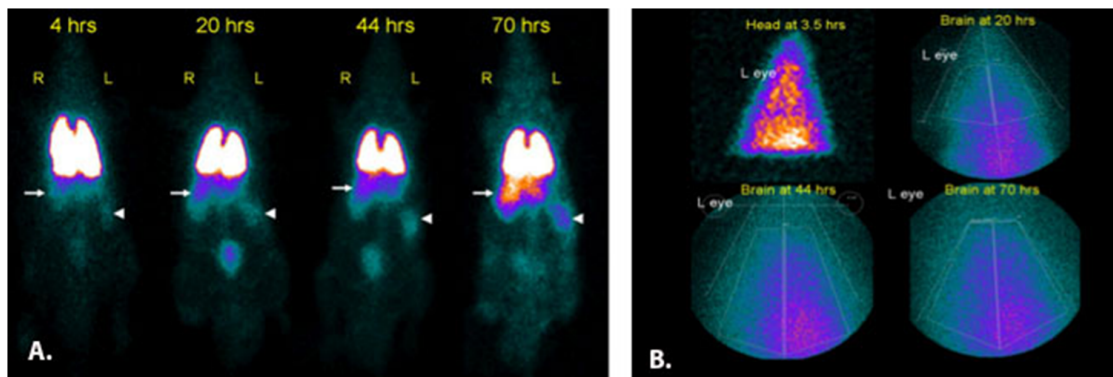 4 hrs 20 hrs 44 hrs 70 hrs
R L R L R L R L
A.
Head at 3.5 hrs Brain at 20 hrs
L eye L eye
Brain at 44 hrs Brain at 70 hrs
L eye L eye
B.